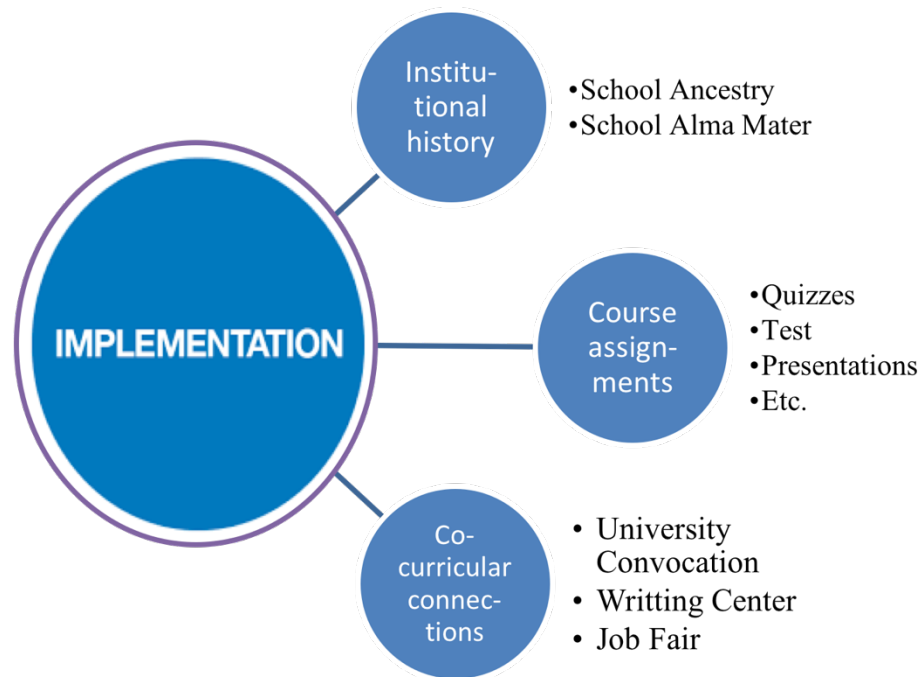 Institu-
tional
history
•School Ancestry
•School Alma Mater
IMPLEMENTATION
Course
assign-
ments
•Quizzes
•Test
•Presentations
•Etc.
Co-
curricular
connec-
tions
• University
Convocation
• Writting Center
• Job Fair